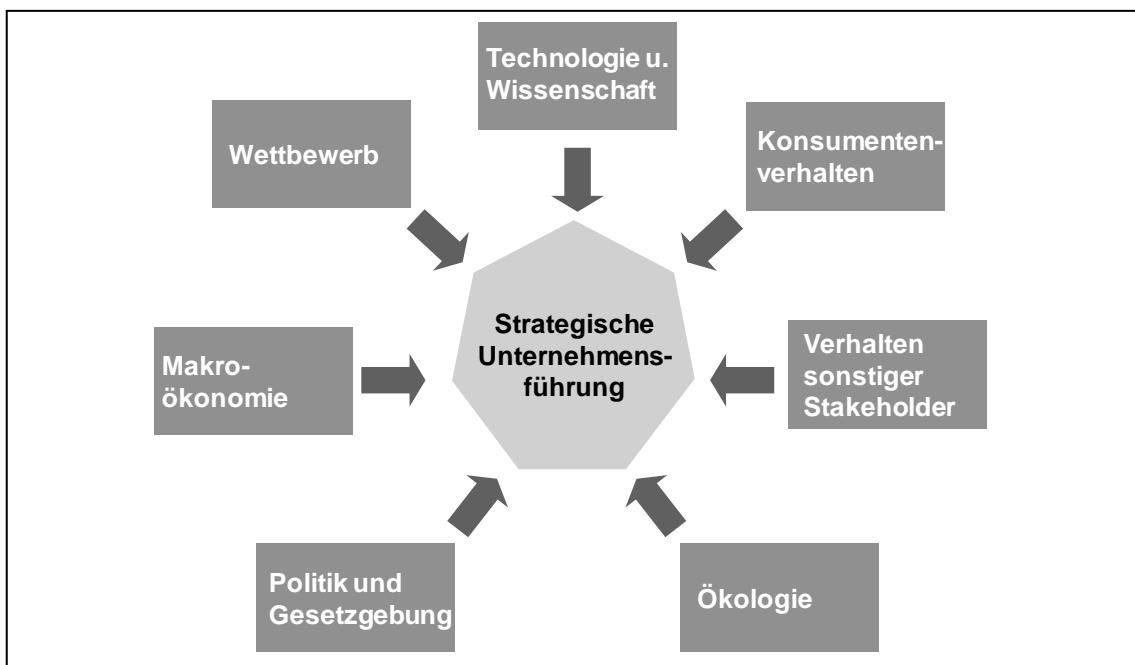 Technologie u.
Wissenschaft
Wettbewerb
Konsumenten-
verhalten
Strategische
Unternehmens-
führung
Makro-
ökonomie
Verhalten
sonstiger
Stakeholder
Politik und
Gesetzgebung
Ökologie